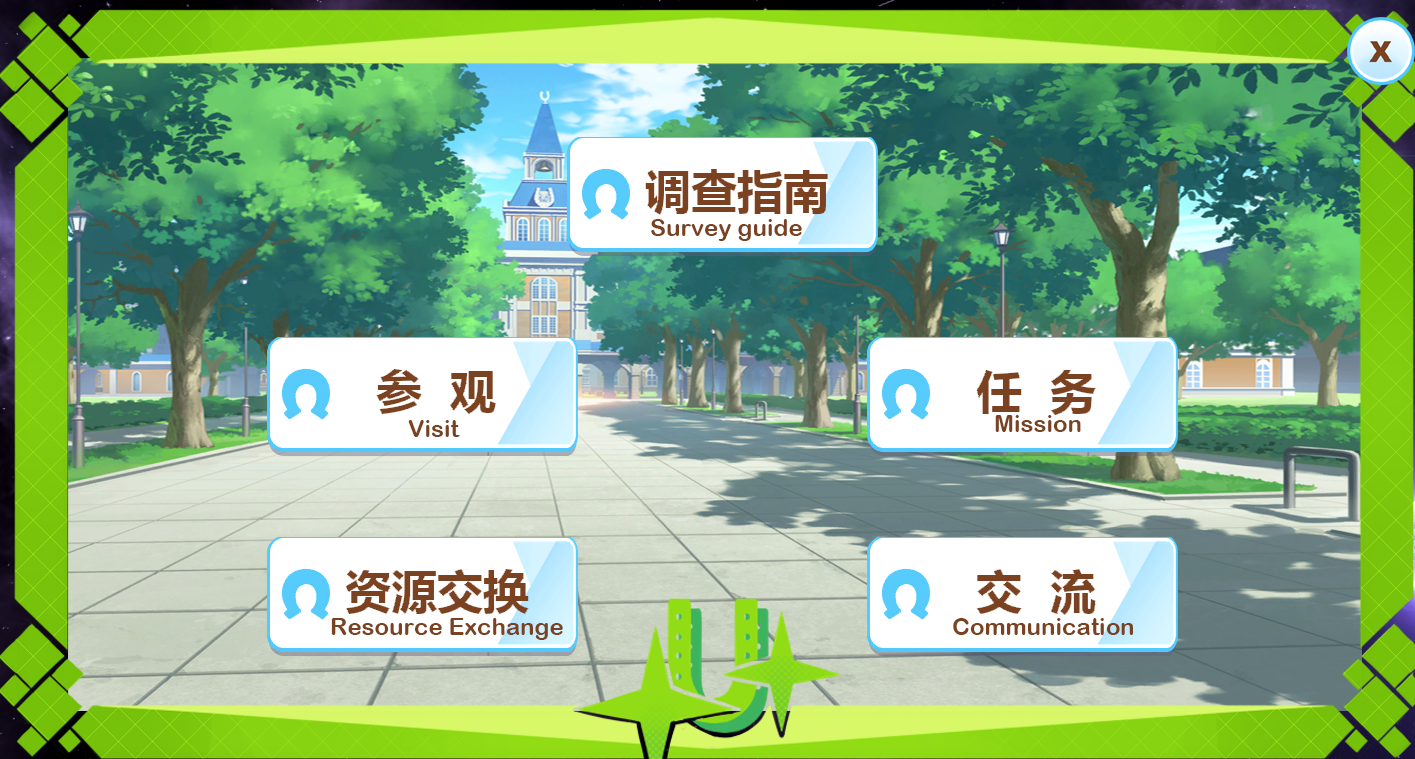 X
调查指南
Survey guide
参 观
Visit
任 务
Mission
资源交换
Resource Exchange
交 流
Communication